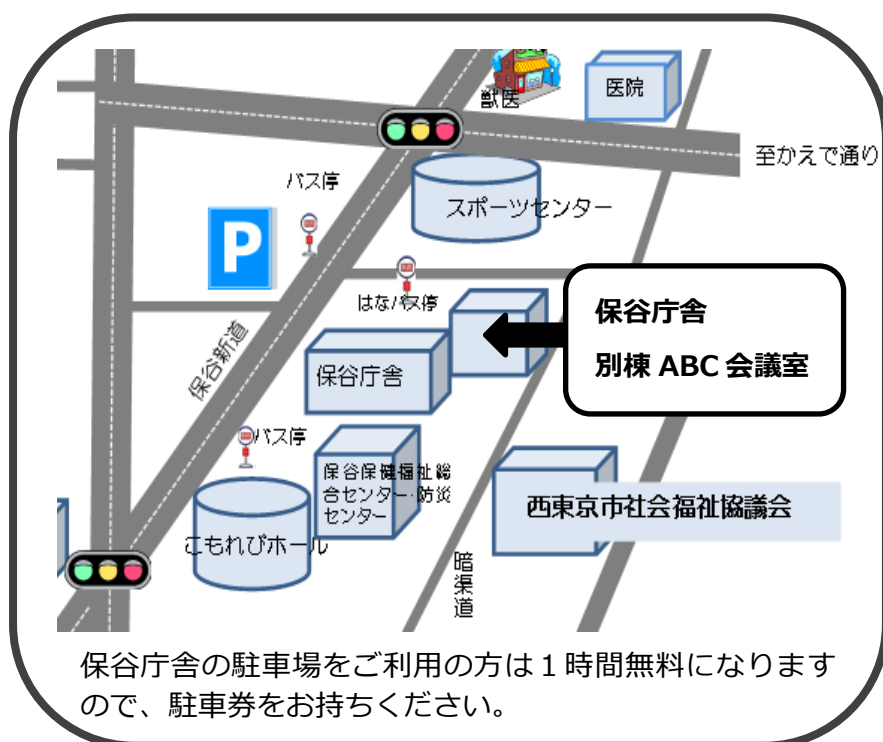 獣医
医院
至かえで通り
バス停
スポーツセンター
P
はなバス停
保谷庁舎
別棟 ABC 会議室
保谷新道
保谷庁舎
バス停
保谷保健福祉総
合センター・防災
センター
西東京市社会福祉協議会
こもれびホール
暗渠道
保谷庁舎の駐車場をご利用の方は１時間無料になります
ので、駐車券をお持ちください。